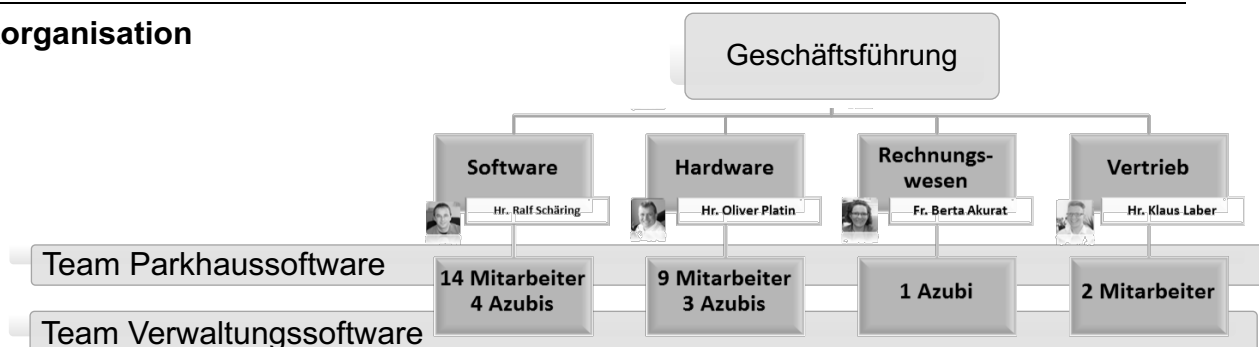 organisation
Geschäftsführung
Software
Hr. Ralf Schäring
Hardware
Hr. Oliver Platin
Rechnungs-
wesen
Fr. Berta Akurat
Vertrieb
Hr. Klaus Laber
Team Parkhaussoftware
14 Mitarbeiter
4 Azubis
9 Mitarbeiter
3 Azubis
1 Azubi
2 Mitarbeiter
Team Verwaltungssoftware